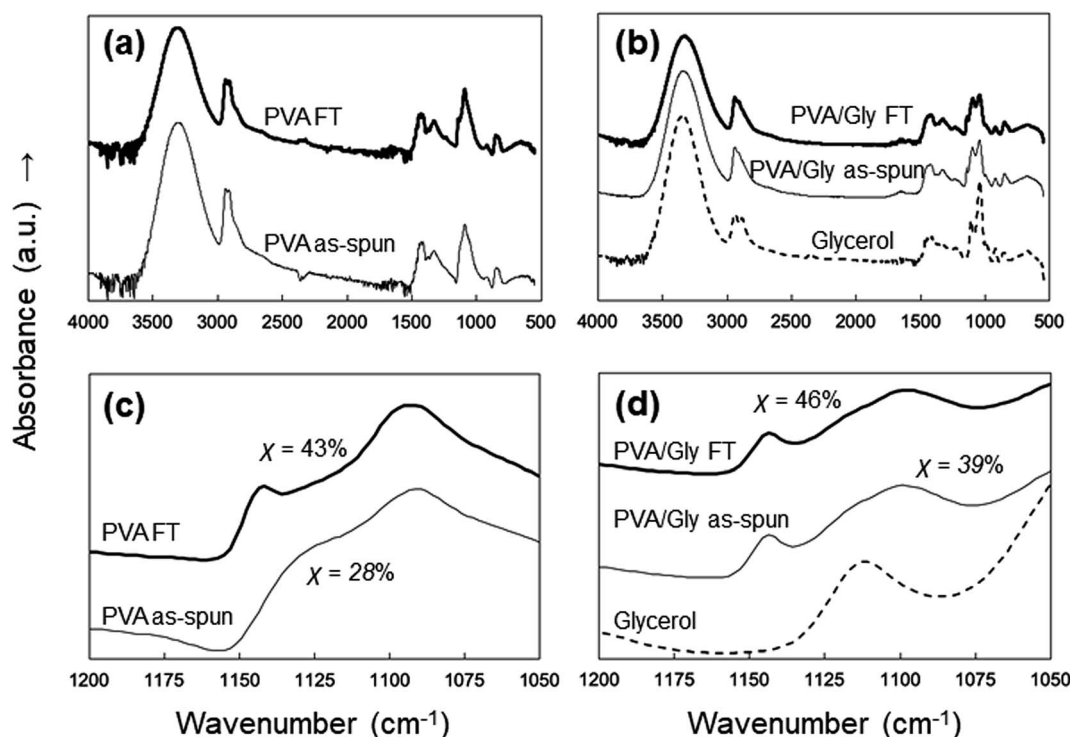 Absorbance (a.u.) →
(a)
PVA FT
PVA as-spun
4000 3500 3000 2500 2000 1500 1000 500
(b)
PVA/Gly FT
PVA/Gly as-spun
Glycerol
4000 3500 3000 2500 2000 1500 1000 500
(c)
χ = 43%
PVA FT
χ = 28%
PVA as-spun
1200 1175 1150 1125 1100 1075 1050
Wavenumber (cm⁻¹)
(d)
χ = 46%
PVA/Gly FT
χ = 39%
PVA/Gly as-spun
Glycerol
1200 1175 1150 1125 1100 1075 1050
Wavenumber (cm⁻¹)